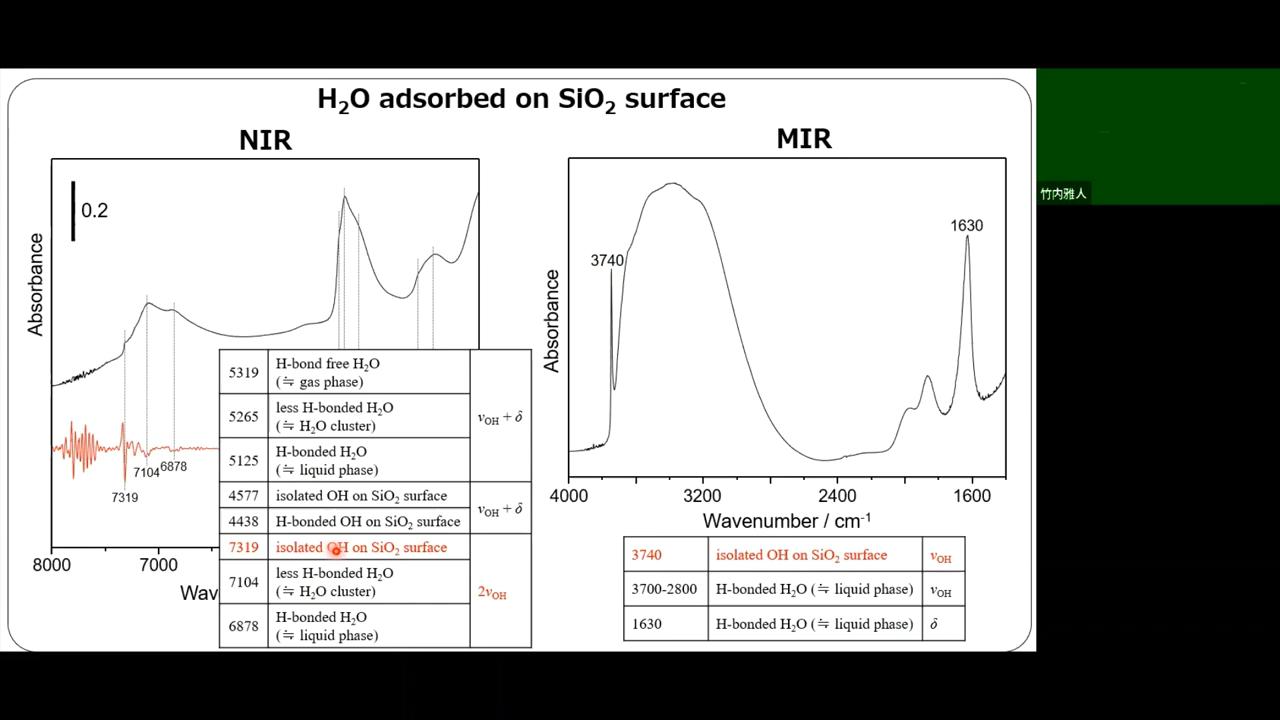 H₂O adsorbed on SiO₂ surface
NIR
MIR
0.2
Absorbance
7319
7104
6878
8000
7000
Wav
5319 H-bond free H₂O
(≒ gas phase)
5265 less H-bonded H₂O
(≒ H₂O cluster)
5125 H-bonded H₂O
(≒ liquid phase)
νOH + δ
4577 isolated OH on SiO₂ surface
4438 H-bonded OH on SiO₂ surface
νOH + δ
7319 isolated OH on SiO₂ surface
7104 less H-bonded H₂O
(≒ H₂O cluster)
6878 H-bonded H₂O
(≒ liquid phase)
2νOH
Absorbance
3740
1630
4000
3200
2400
1600
Wavenumber / cm⁻¹
3740 isolated OH on SiO₂ surface νOH
3700-2800 H-bonded H₂O (≒ liquid phase) νOH
1630 H-bonded H₂O (≒ liquid phase) δ
竹内雅人